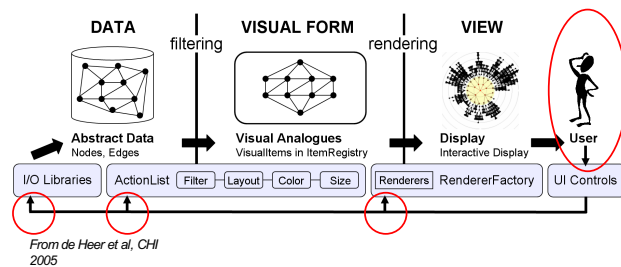 DATA
VISUAL FORM
VIEW
filtering
rendering
Abstract Data
Nodes, Edges
Visual Analogues
VisualItems in ItemRegistry
Display
Interactive Display
User
I/O Libraries
ActionList
Filter
Layout
Color
Size
Renderers
RendererFactory
UI Controls
From de Heer et al, CHI
2005